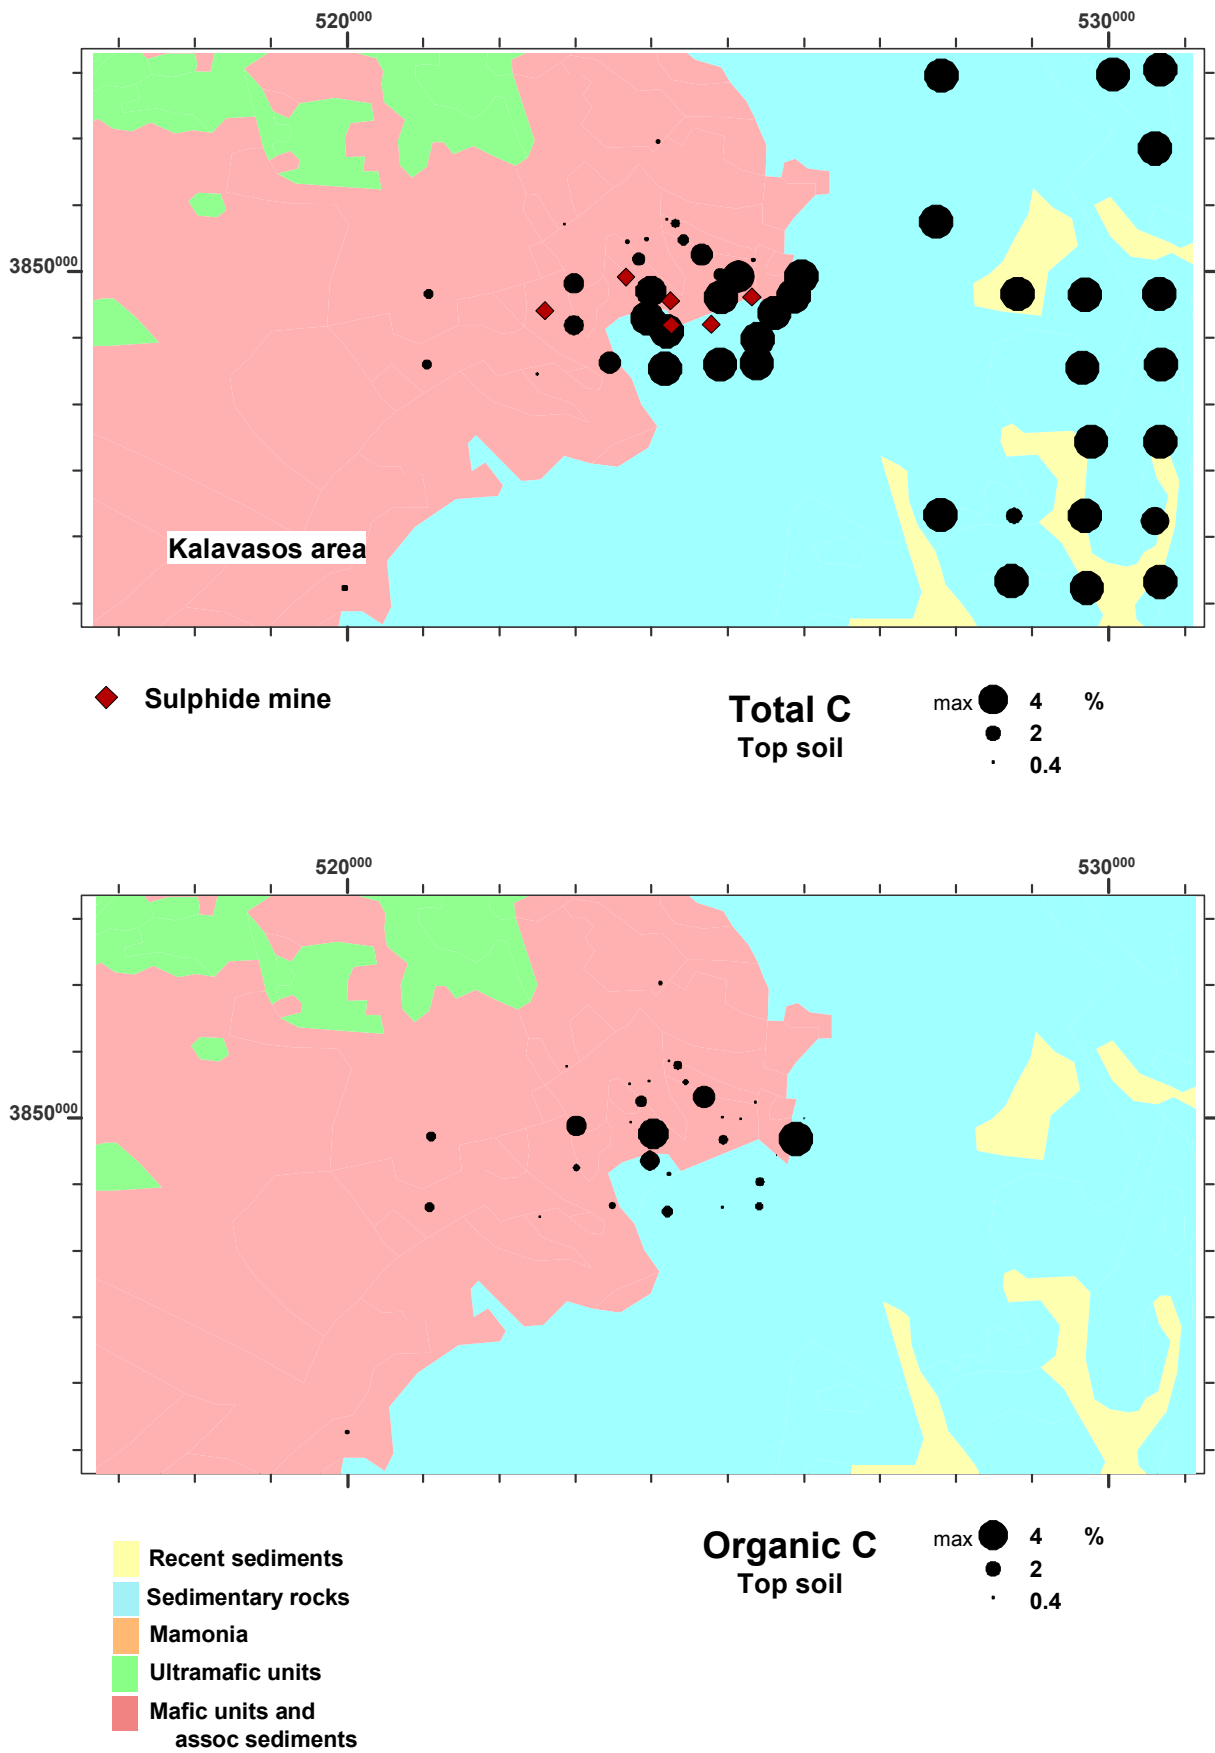 520000 530000
3850000
Kalavasos area
Sulphide mine
Total C
Top soil
max 4 %
2
0.4
520000 530000
3850000
Organic C
Top soil
max 4 %
2
0.4
Recent sediments
Sedimentary rocks
Mamonia
Ultramafic units
Mafic units and
assoc sediments